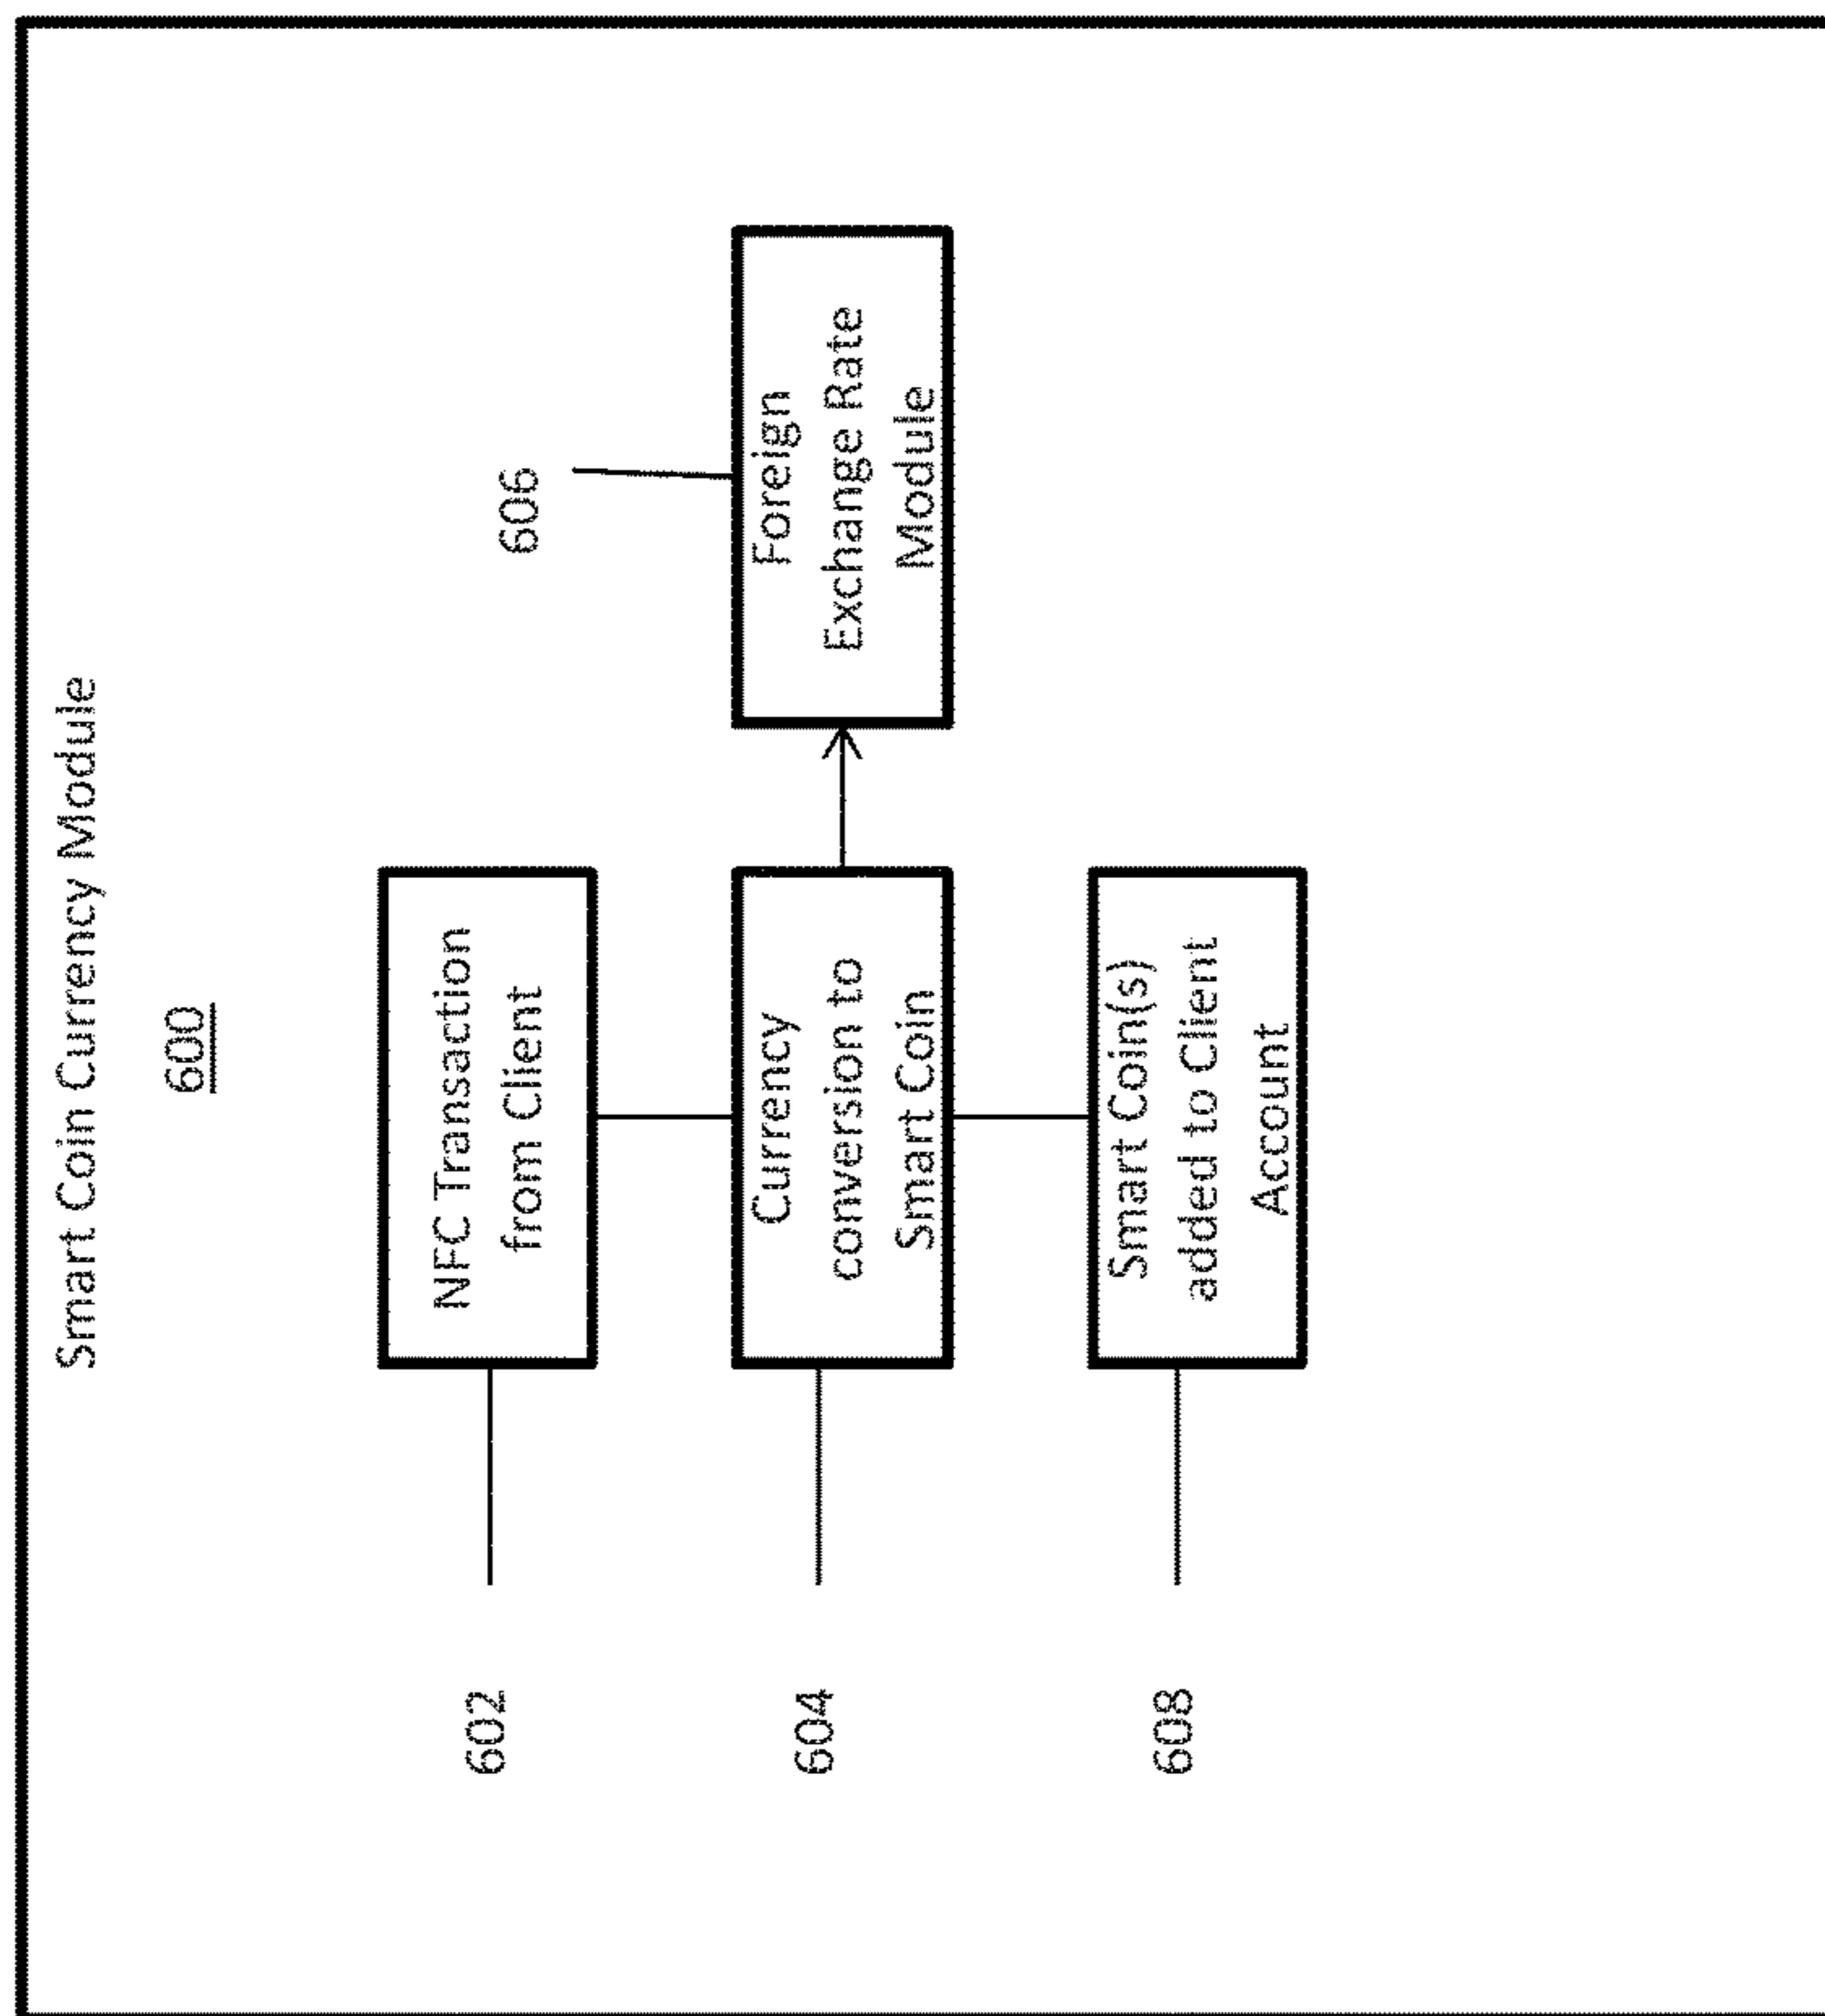 Smart Coin Currency Module
600
602
NFC Transaction
from Client
606
604
Currency
conversion to
Smart Coin
Foreign
Exchange Rate
Module
608
Smart Coin(s)
added to Client
Account